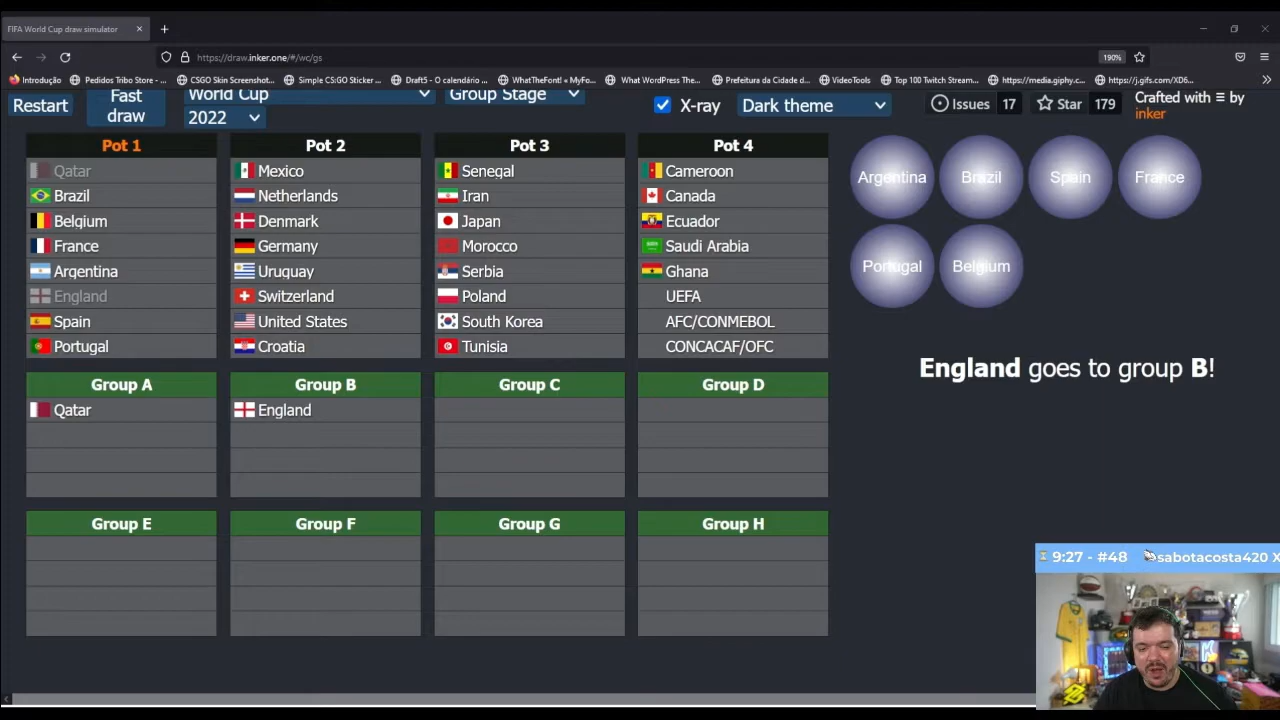 FIFA World Cup draw simulator
https://draw.inker.one/#/wc/gs
190%
Introdução
Pedidos Tribo Store - ...
CSGO Skin Screenshot...
Simple CS:GO Sticker ...
Draft5 - O calendário ...
WhatTheFont! « MyFo...
What WordPress The...
Prefeitura da Cidade d...
VideoTools
Top 100 Twitch Stream...
https://media.giphy.c...
https://j.gifs.com/XD6...
Restart
Fast draw
World Cup
2022
Group Stage
X-ray
Dark theme
Issues 17
Star 179
Crafted with ☰ by
inker
Pot 1
Qatar
Brazil
Belgium
France
Argentina
England
Spain
Portugal
Pot 2
Mexico
Netherlands
Denmark
Germany
Uruguay
Switzerland
United States
Croatia
Pot 3
Senegal
Iran
Japan
Morocco
Serbia
Poland
South Korea
Tunisia
Pot 4
Cameroon
Canada
Ecuador
Saudi Arabia
Ghana
UEFA
AFC/CONMEBOL
CONCACAF/OFC
Argentina
Brazil
Spain
France
Portugal
Belgium
England goes to group B!
Group A
Qatar
Group B
England
Group C
Group D
Group E
Group F
Group G
Group H
9:27 - #48
sabotacosta420 X